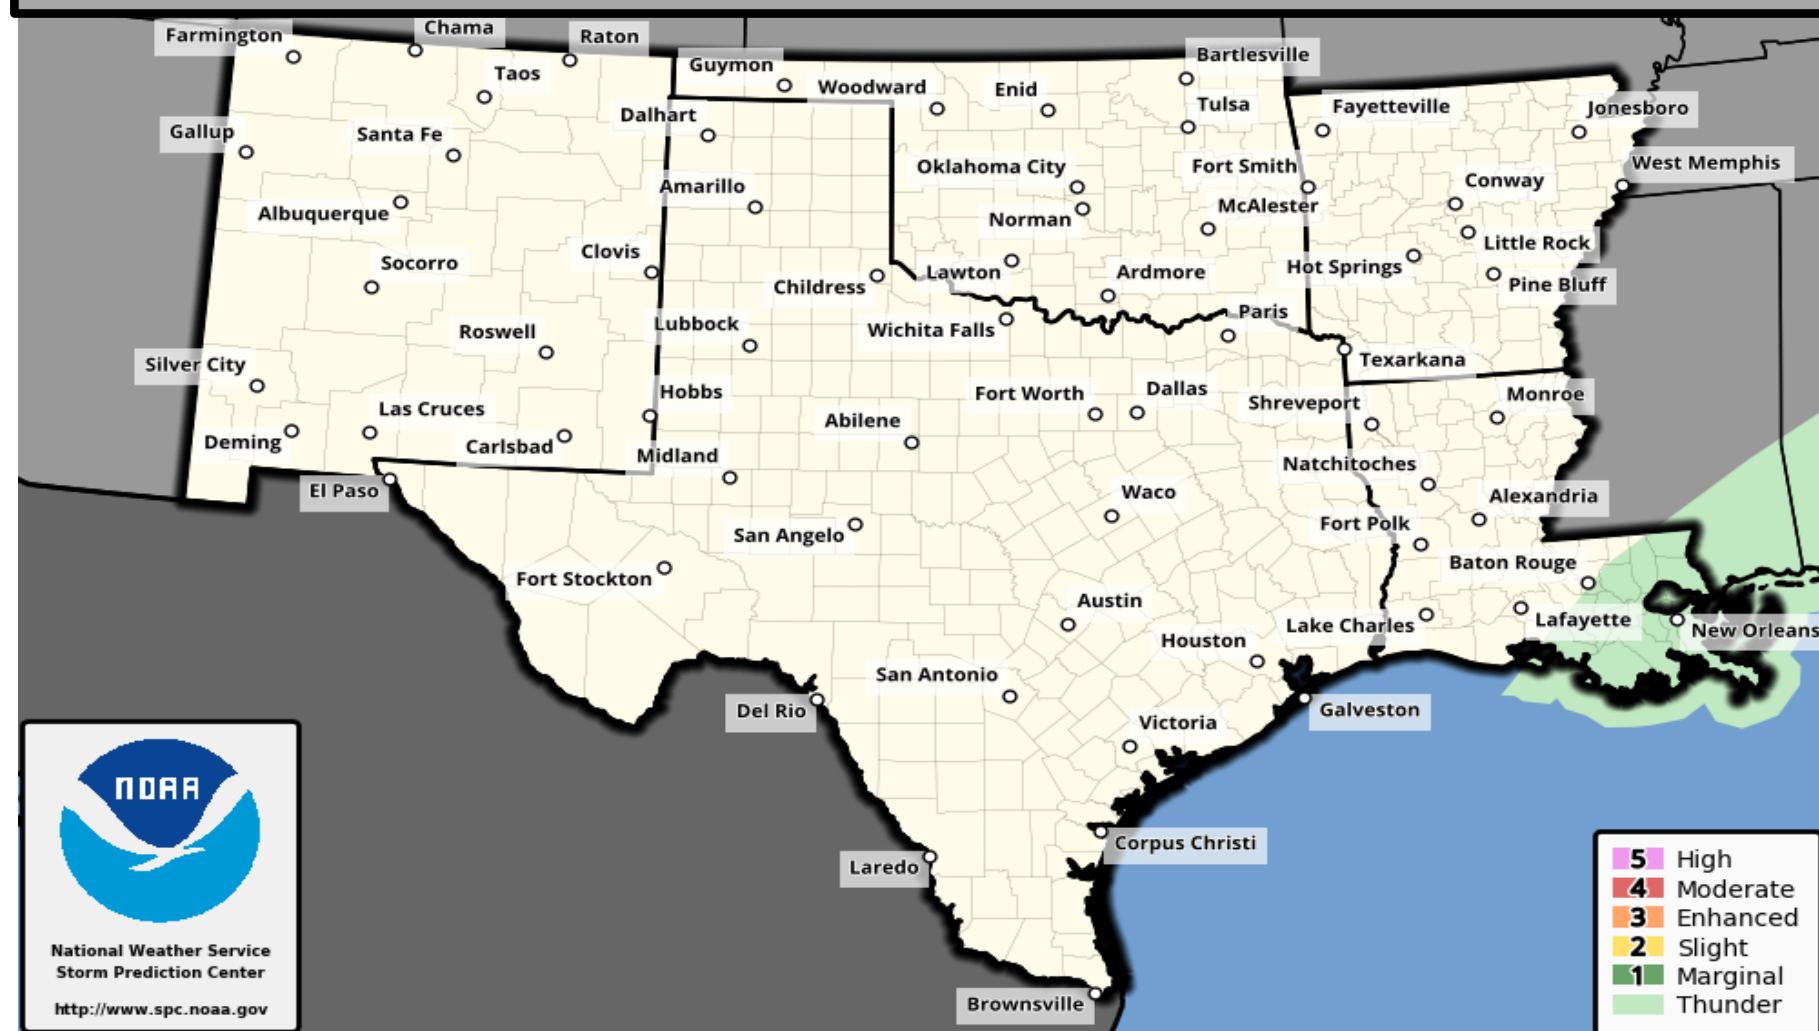 Farmington
Chama
Raton
Taos
Guymon
Woodward
Enid
Bartlesville
Tulsa
Fayetteville
Jonesboro
Gallup
Santa Fe
Dalhart
Oklahoma City
Fort Smith
West Memphis
Conway
Albuquerque
Amarillo
Norman
McAlester
Little Rock
Socorro
Clovis
Childress
Lawton
Ardmore
Hot Springs
Pine Bluff
Roswell
Lubbock
Wichita Falls
Paris
Texarkana
Silver City
Las Cruces
Hobbs
Abilene
Fort Worth
Dallas
Shreveport
Monroe
Deming
Carlsbad
Midland
Natchitoches
El Paso
San Angelo
Waco
Alexandria
Fort Polk
Fort Stockton
Austin
Baton Rouge
Houston
Lake Charles
Lafayette
New Orleans
San Antonio
Del Rio
Victoria
Galveston
Corpus Christi
Laredo
Brownsville
NOAA
National Weather Service
Storm Prediction Center
http://www.spc.noaa.gov
5 High
4 Moderate
3 Enhanced
2 Slight
1 Marginal
Thunder